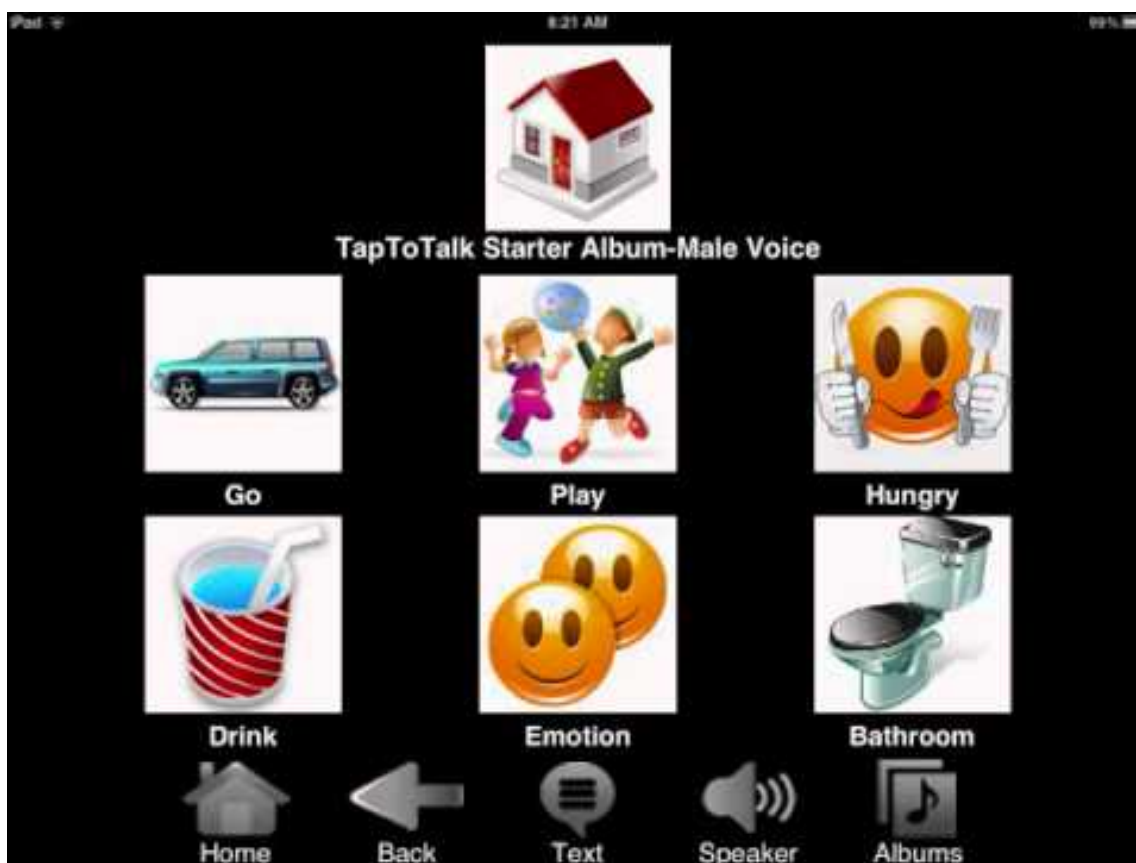 iPad 8:21 AM 99%
TapToTalk Starter Album-Male Voice
Go Play Hungry
Drink Emotion Bathroom
Home Back Text Speaker Albums